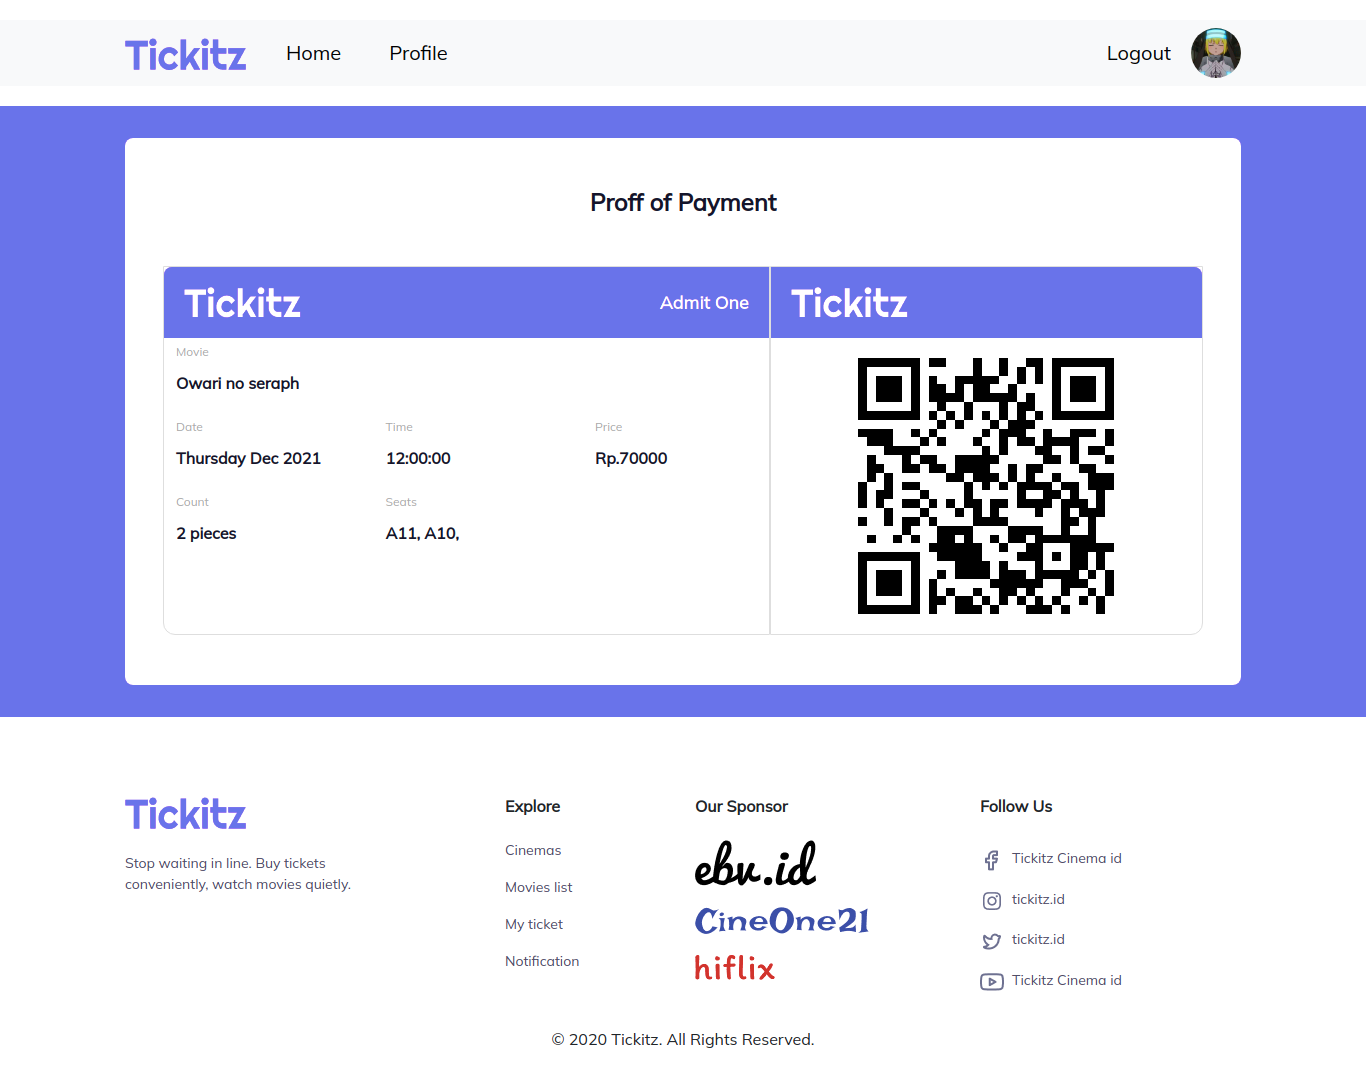 Tickitz Home Profile Logout
Proff of Payment
Tickitz Admit One Tickitz
Movie
Owari no seraph
Date Time Price
Thursday Dec 2021 12:00:00 Rp.70000
Count Seats
2 pieces A11, A10,
Tickitz
Stop waiting in line. Buy tickets
conveniently, watch movies quietly.
Explore
Cinemas
Movies list
My ticket
Notification
Our Sponsor
ebv.id
CineOne21
hiflix
Follow Us
Tickitz Cinema id
tickitz.id
tickitz.id
Tickitz Cinema id
© 2020 Tickitz. All Rights Reserved.